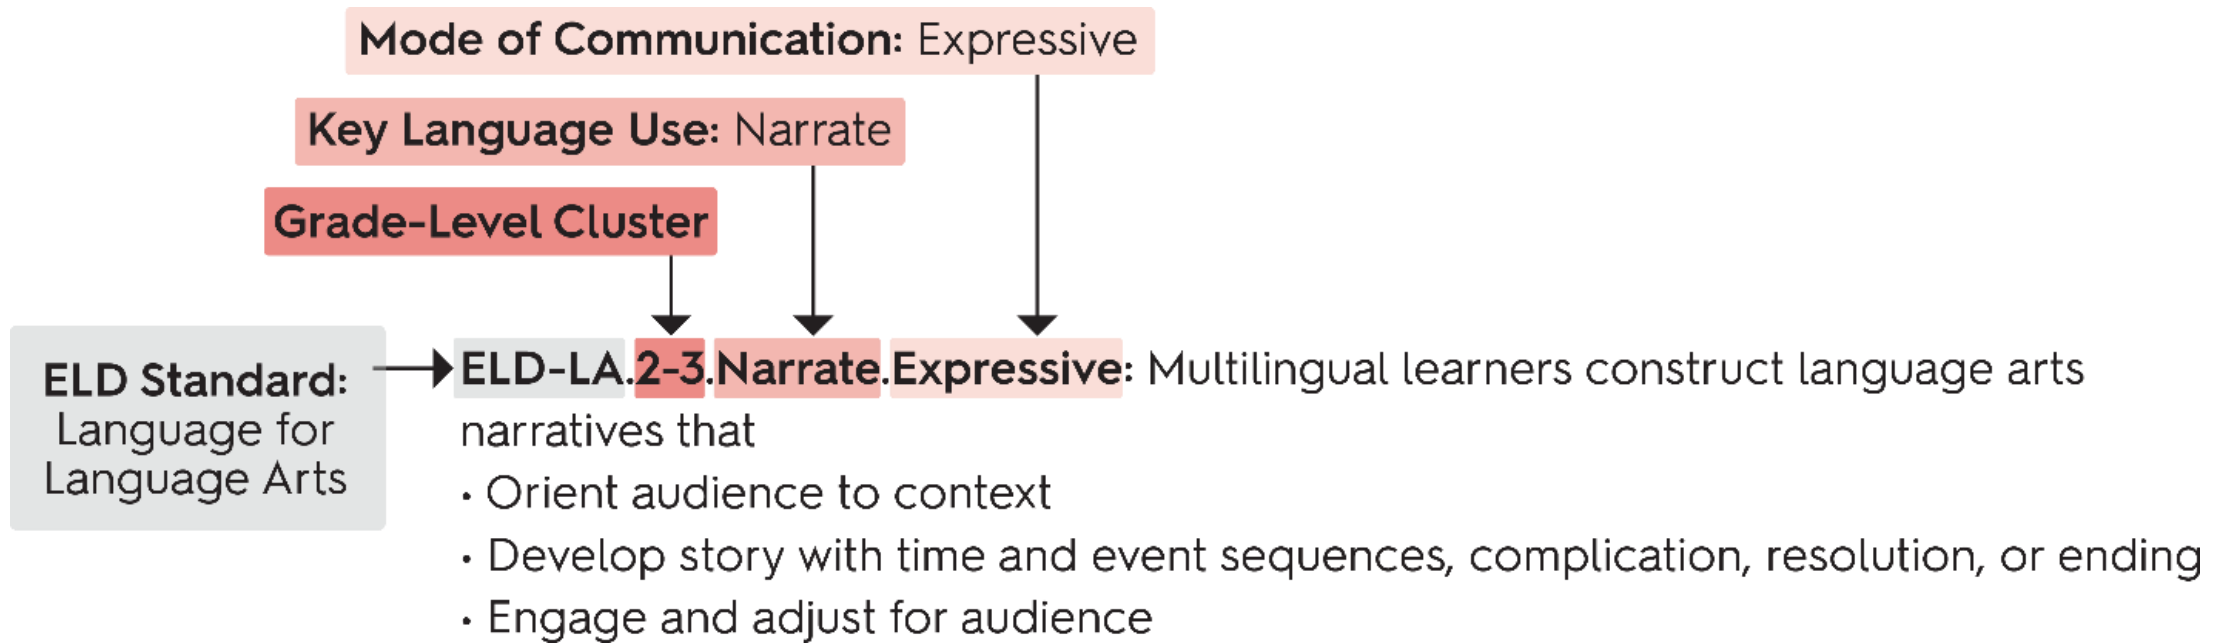 Mode of Communication: Expressive
Key Language Use: Narrate
Grade-Level Cluster
ELD Standard:
Language for
Language Arts
ELD-LA.2-3.Narrate.Expressive: Multilingual learners construct language arts
narratives that
· Orient audience to context
· Develop story with time and event sequences, complication, resolution, or ending
· Engage and adjust for audience